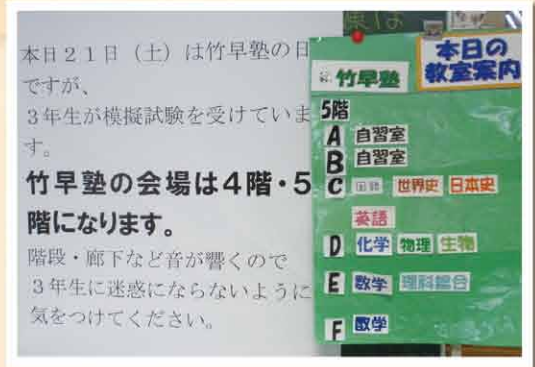 本日21日（土）は竹早塾の日
ですが、
3年生が模擬試験を受けていま
す。
竹早塾の会場は4階・5
階になります。
階段・廊下など音が響くので
3年生に迷惑にならないように
気をつけてください。
本日の
教室案内
竹早塾
5階
A 自習室
B 自習室
C 国語 世界史 日本史
英語
D 化学 物理 生物
E 数学 理科総合
F 数学